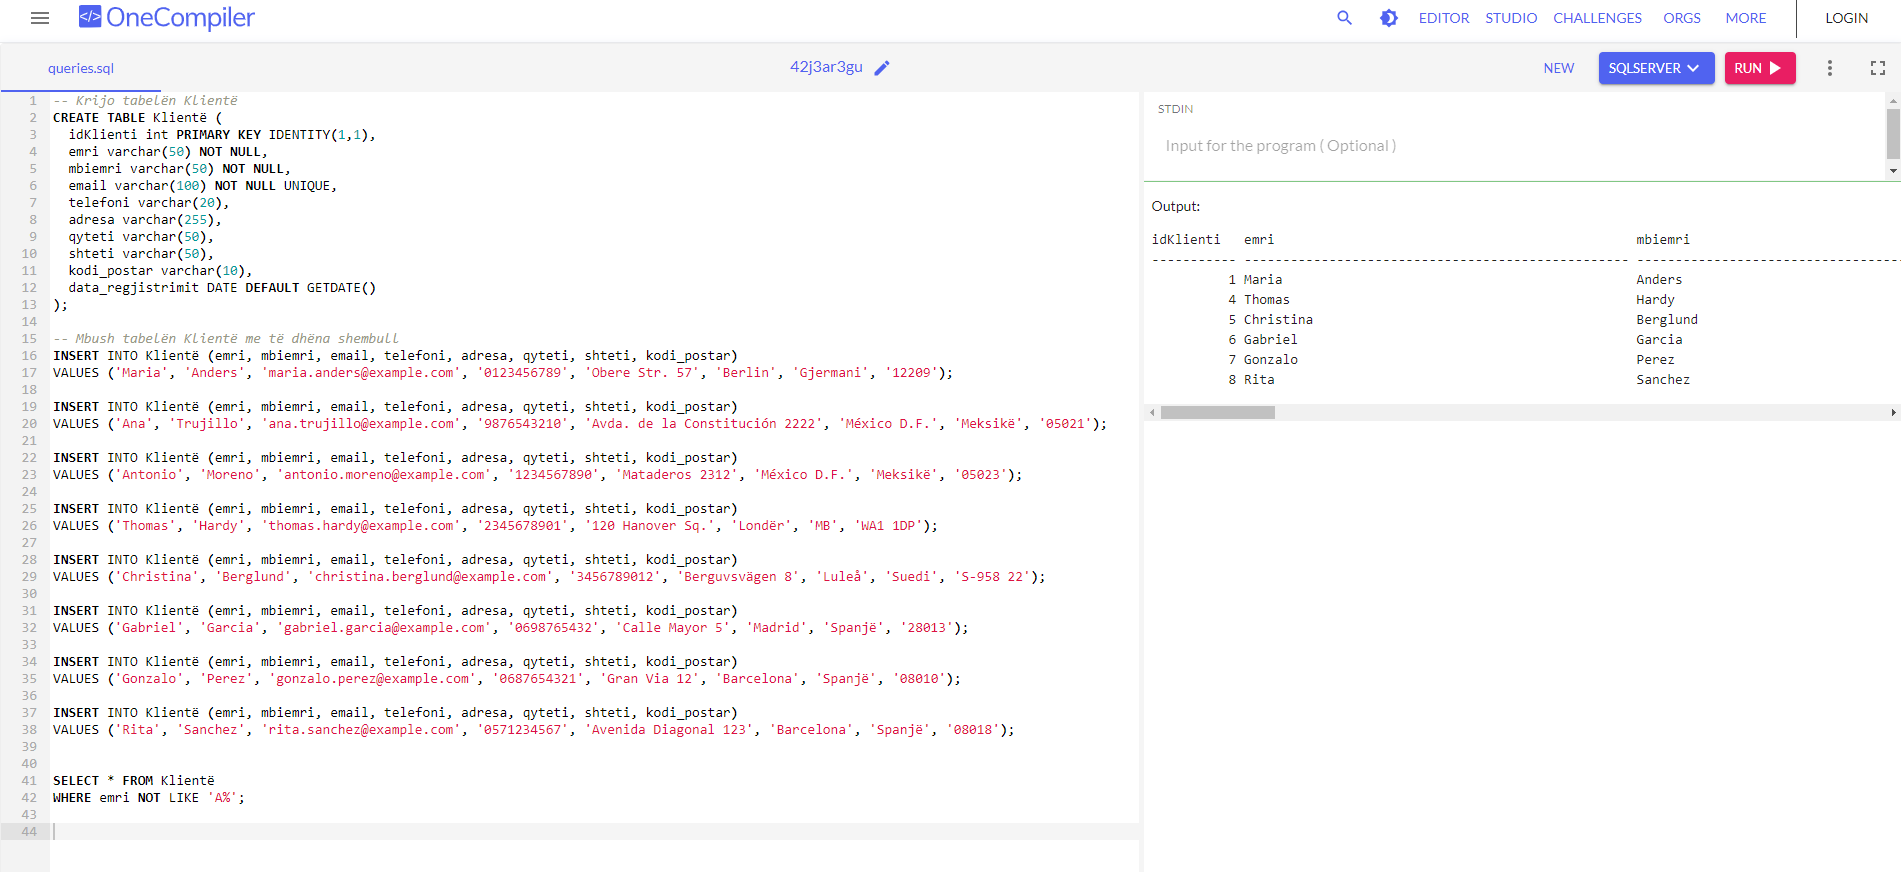 OneCompiler
EDITOR STUDIO CHALLENGES ORGS MORE LOGIN
queries.sql
42j3ar3gu
NEW SQLSERVER RUN
1 -- Krijo tabelën Klientë
2 CREATE TABLE Klientë (
3 idKlienti int PRIMARY KEY IDENTITY(1,1),
4 emri varchar(50) NOT NULL,
5 mbiemri varchar(50) NOT NULL,
6 email varchar(100) NOT NULL UNIQUE,
7 telefoni varchar(20),
8 adresa varchar(255),
9 qyteti varchar(50),
10 shteti varchar(50),
11 kodi_postar varchar(10),
12 data_regjistrimit DATE DEFAULT GETDATE()
13 );
14
15 -- Mbush tabelën Klientë me të dhëna shembull
16 INSERT INTO Klientë (emri, mbiemri, email, telefoni, adresa, qyteti, shteti, kodi_postar)
17 VALUES ('Maria', 'Anders', 'maria.anders@example.com', '0123456789', 'Obere Str. 57', 'Berlin', 'Gjermani', '12209');
18
19 INSERT INTO Klientë (emri, mbiemri, email, telefoni, adresa, qyteti, shteti, kodi_postar)
20 VALUES ('Ana', 'Trujillo', 'ana.trujillo@example.com', '9876543210', 'Avda. de la Constitución 2222', 'México D.F.', 'Meksikë', '05021');
21
22 INSERT INTO Klientë (emri, mbiemri, email, telefoni, adresa, qyteti, shteti, kodi_postar)
23 VALUES ('Antonio', 'Moreno', 'antonio.moreno@example.com', '1234567890', 'Mataderos 2312', 'México D.F.', 'Meksikë', '05023');
24
25 INSERT INTO Klientë (emri, mbiemri, email, telefoni, adresa, qyteti, shteti, kodi_postar)
26 VALUES ('Thomas', 'Hardy', 'thomas.hardy@example.com', '2345678901', '120 Hanover Sq.', 'Londër', 'MB', 'WA1 1DP');
27
28 INSERT INTO Klientë (emri, mbiemri, email, telefoni, adresa, qyteti, shteti, kodi_postar)
29 VALUES ('Christina', 'Berglund', 'christina.berglund@example.com', '3456789012', 'Berguvsvägen 8', 'Luleå', 'Suedi', 'S-958 22');
30
31 INSERT INTO Klientë (emri, mbiemri, email, telefoni, adresa, qyteti, shteti, kodi_postar)
32 VALUES ('Gabriel', 'Garcia', 'gabriel.garcia@example.com', '0698765432', 'Calle Mayor 5', 'Madrid', 'Spanjë', '28013');
33
34 INSERT INTO Klientë (emri, mbiemri, email, telefoni, adresa, qyteti, shteti, kodi_postar)
35 VALUES ('Gonzalo', 'Perez', 'gonzalo.perez@example.com', '0687654321', 'Gran Via 12', 'Barcelona', 'Spanjë', '08010');
36
37 INSERT INTO Klientë (emri, mbiemri, email, telefoni, adresa, qyteti, shteti, kodi_postar)
38 VALUES ('Rita', 'Sanchez', 'rita.sanchez@example.com', '0571234567', 'Avenida Diagonal 123', 'Barcelona', 'Spanjë', '08018');
39
40
41 SELECT * FROM Klientë
42 WHERE emri NOT LIKE 'A%';
43
44
STDIN
Input for the program ( Optional )
Output:
idKlienti emri mbiemri
----------- -------------------------------------------------- ----------------------------------
1 Maria Anders
4 Thomas Hardy
5 Christina Berglund
6 Gabriel Garcia
7 Gonzalo Perez
8 Rita Sanchez